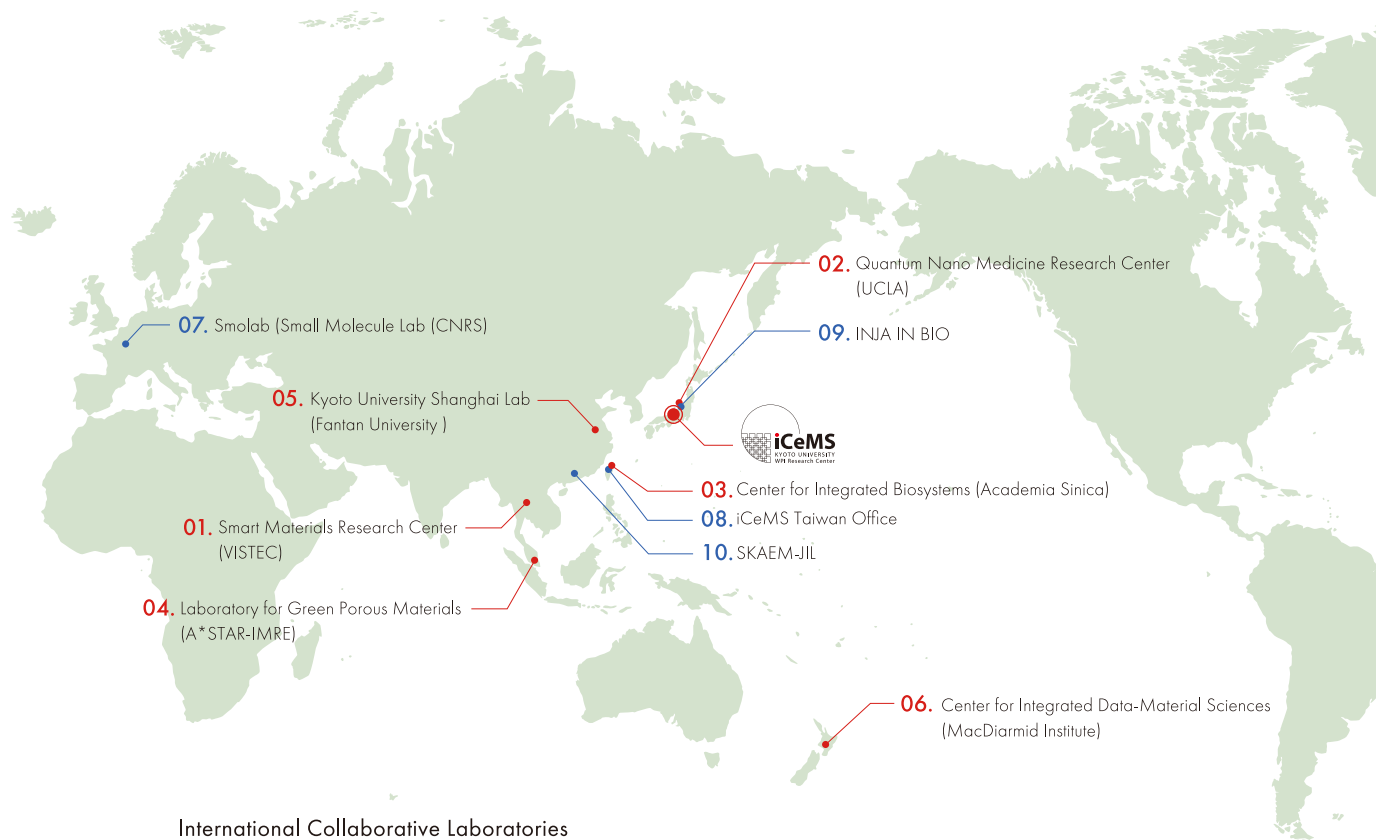 02. Quantum Nano Medicine Research Center
(UCLA)
07. Smolab (Small Molecule Lab (CNRS)
09. INJA IN BIO
05. Kyoto University Shanghai Lab
(Fantan University )
iCeMS
KYOTO UNIVERSITY
WPI Research Center
03. Center for Integrated Biosystems (Academia Sinica)
08. iCeMS Taiwan Office
01. Smart Materials Research Center
(VISTEC)
10. SKAEM-JIL
04. Laboratory for Green Porous Materials
(A*STAR-IMRE)
06. Center for Integrated Data-Material Sciences
(MacDiarmid Institute)
International Collaborative Laboratories